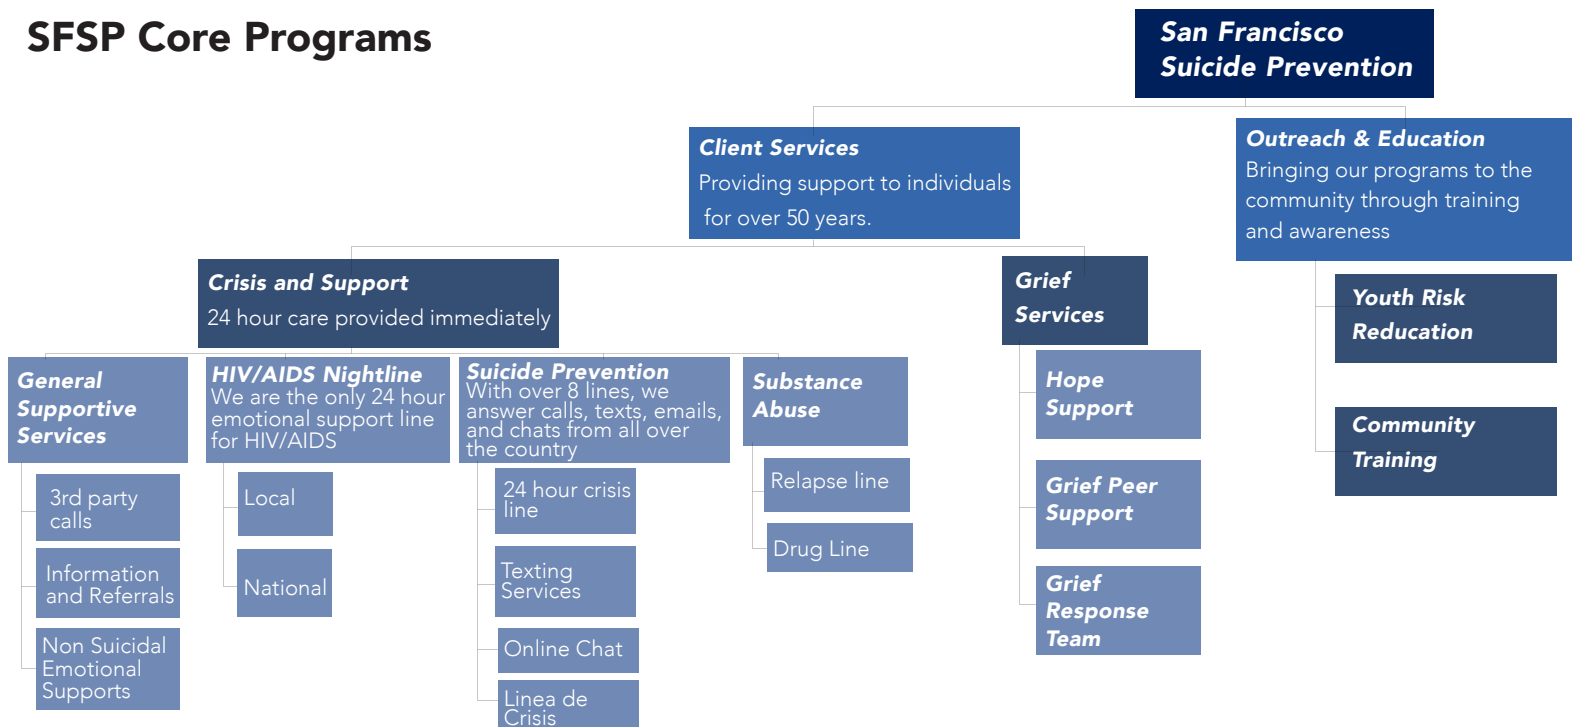 SFSP Core Programs
San Francisco
Suicide Prevention
Client Services
Providing support to individuals
for over 50 years.
Outreach & Education
Bringing our programs to the
community through training
and awareness
Crisis and Support
24 hour care provided immediately
Grief
Services
Youth Risk
Reducation
Community
Training
General
Supportive
Services
HIV/AIDS Nightline
We are the only 24 hour
emotional support line
for HIV/AIDS
Suicide Prevention
With over 8 lines, we
answer calls, texts, emails,
and chats from all over
the country
Substance
Abuse
Hope
Support
Grief Peer
Support
Grief
Response
Team
3rd party
calls
Information
and Referrals
Non Suicidal
Emotional
Supports
Local
National
24 hour crisis
line
Texting
Services
Online Chat
Linea de
Crisis
Relapse line
Drug Line